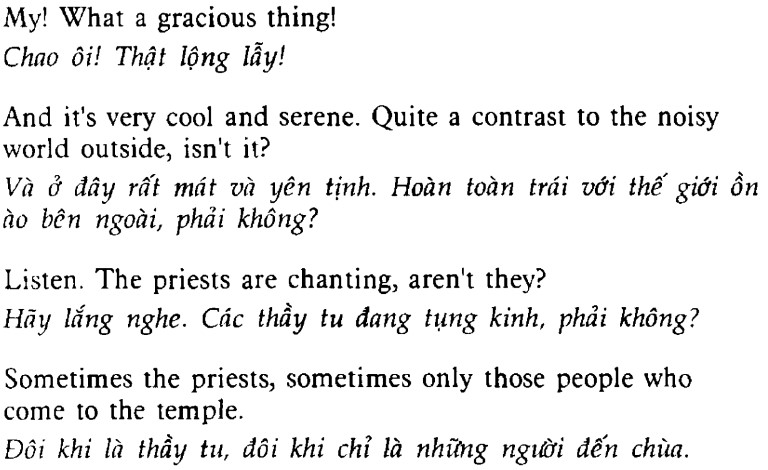 My! What a gracious thing!
Chao ôi! Thật lộng lẫy!
And it's very cool and serene. Quite a contrast to the noisy
world outside, isn't it?
Và ở đây rất mát và yên tịnh. Hoàn toàn trái với thế giới ồn
ào bên ngoài, phải không?
Listen. The priests are chanting, aren't they?
Hãy lắng nghe. Các thầy tu đang tụng kinh, phải không?
Sometimes the priests, sometimes only those people who
come to the temple.
Đôi khi là thầy tu, đôi khi chỉ là những người đến chùa.